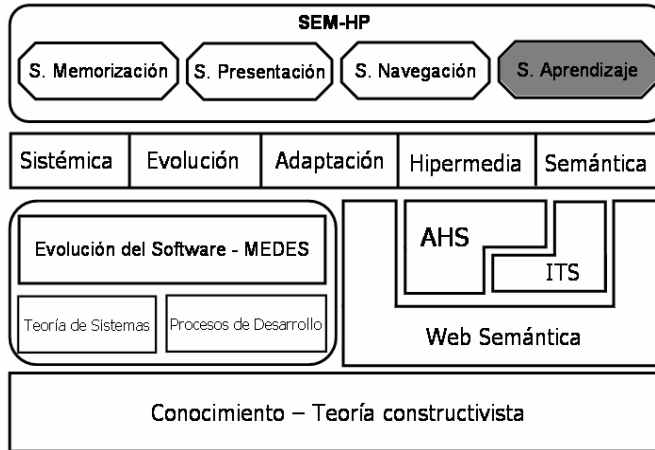 SEM-HP
S. Memorización
S. Presentación
S. Navegación
S. Aprendizaje
Sistémica
Evolución
Adaptación
Hipermedia
Semántica
Evolución del Software - MEDES
Teoría de Sistemas
Procesos de Desarrollo
AHS
ITS
Web Semántica
Conocimiento – Teoría constructivista